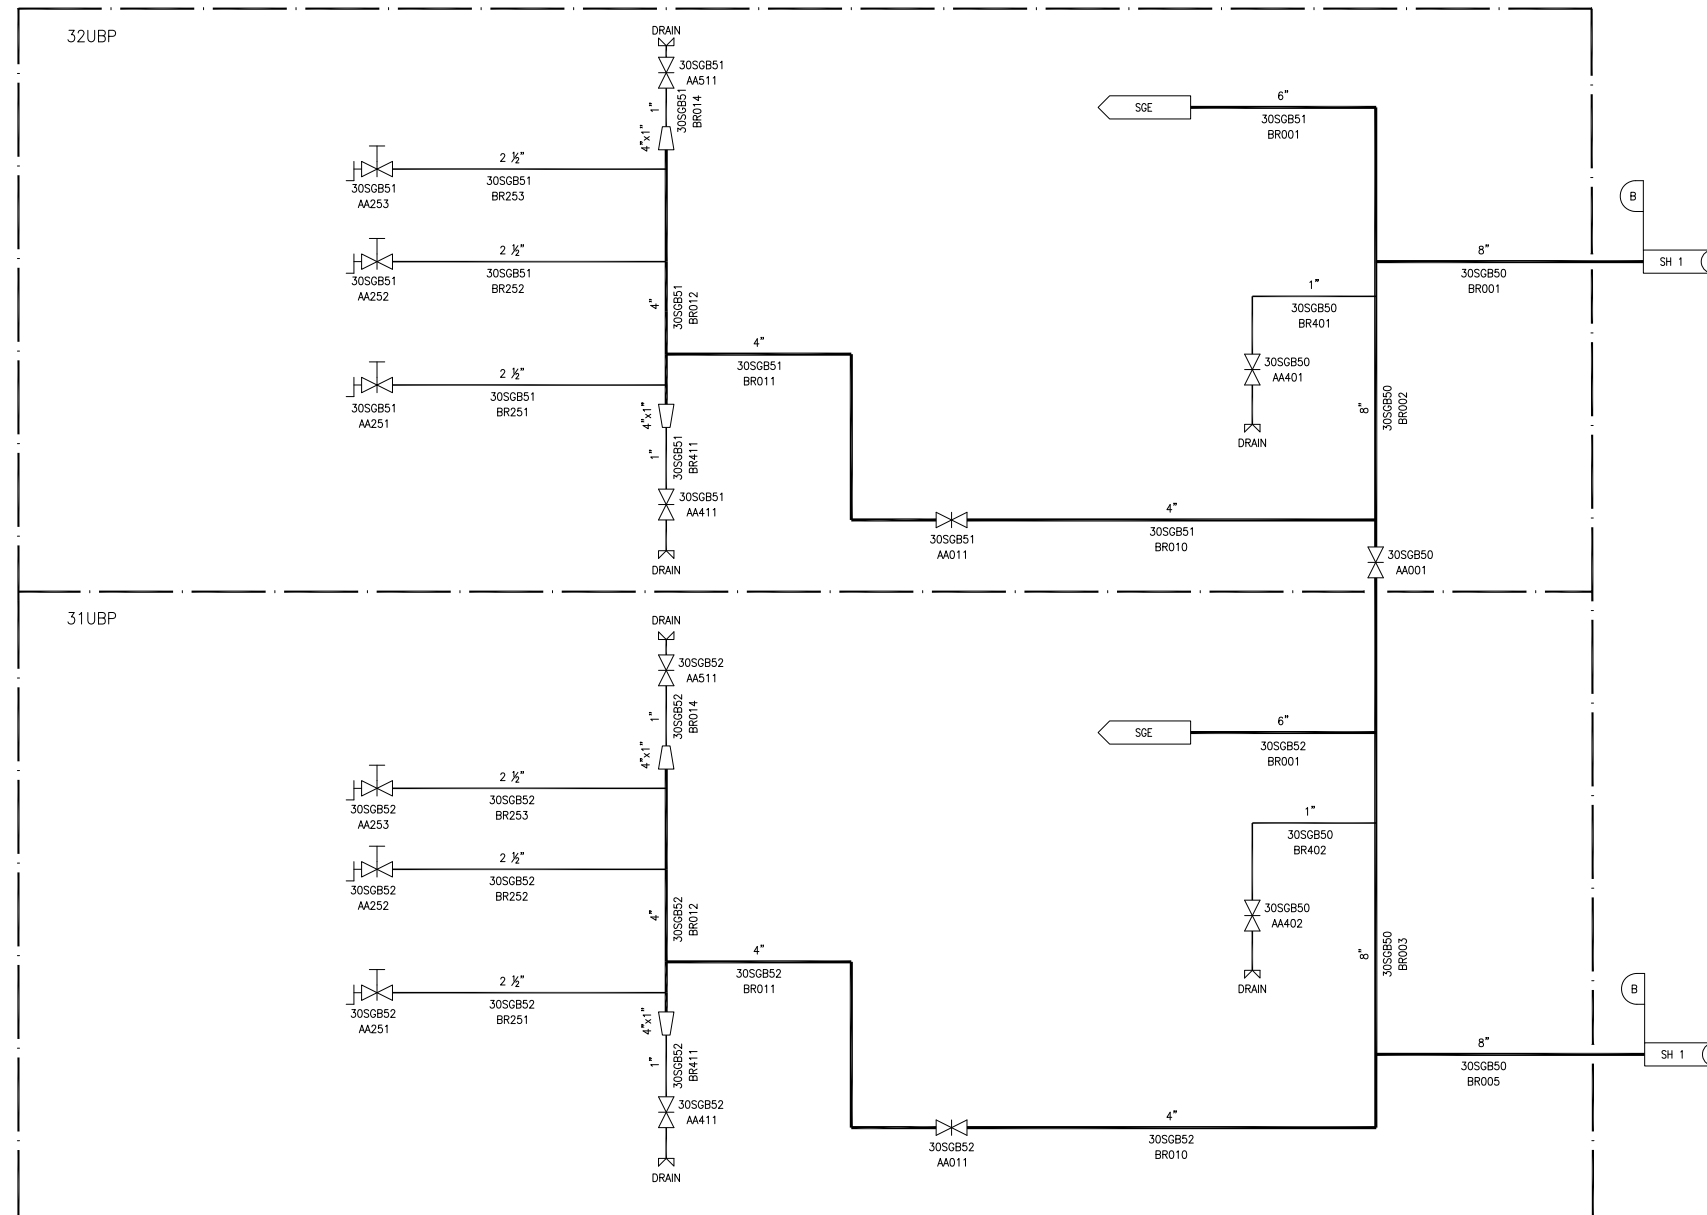 32UBP
DRAIN
30SGB51
AA511
1"
30SGB51
BR014
4"x1"
2 ½"
30SGB51
BR253
30SGB51
AA253
2 ½"
30SGB51
BR252
30SGB51
AA252
4"
30SGB51
BR012
2 ½"
30SGB51
BR251
30SGB51
AA251
4"
30SGB51
BR011
4"x1"
1"
30SGB51
BR411
30SGB51
AA411
DRAIN
30SGB51
AA011
4"
30SGB51
BR010
SGE
6"
30SGB51
BR001
8"
30SGB50
BR001
B
SH 1
1"
30SGB50
BR401
30SGB50
AA401
DRAIN
8"
30SGB50
BR002
30SGB50
AA001
31UBP
DRAIN
30SGB52
AA511
1"
30SGB52
BR014
4"x1"
2 ½"
30SGB52
BR253
30SGB52
AA253
2 ½"
30SGB52
BR252
30SGB52
AA252
4"
30SGB52
BR012
2 ½"
30SGB52
BR251
30SGB52
AA251
4"
30SGB52
BR011
4"x1"
1"
30SGB52
BR411
30SGB52
AA411
DRAIN
30SGB52
AA011
4"
30SGB52
BR010
SGE
6"
30SGB52
BR001
1"
30SGB50
BR402
30SGB50
AA402
DRAIN
8"
30SGB50
BR003
8"
30SGB50
BR005
B
SH 1